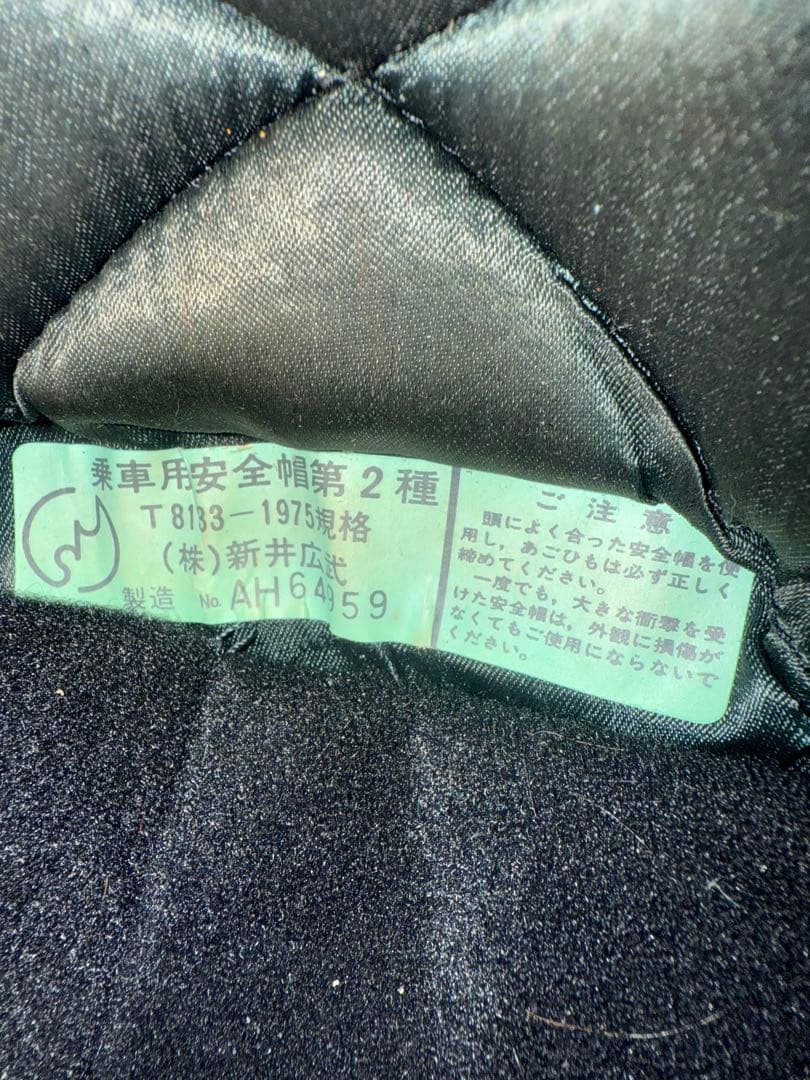 乗車用安全帽第2種
T8133-1975規格
(株)新井広武
製造 No. AH64959
ご注意
頭によく合った安全帽を使
用し、あごひもは必ず正しく
締めてください。
一度でも、大きな衝撃を受
けた安全帽は、外観に損傷が
なくてもご使用にならないで
ください。